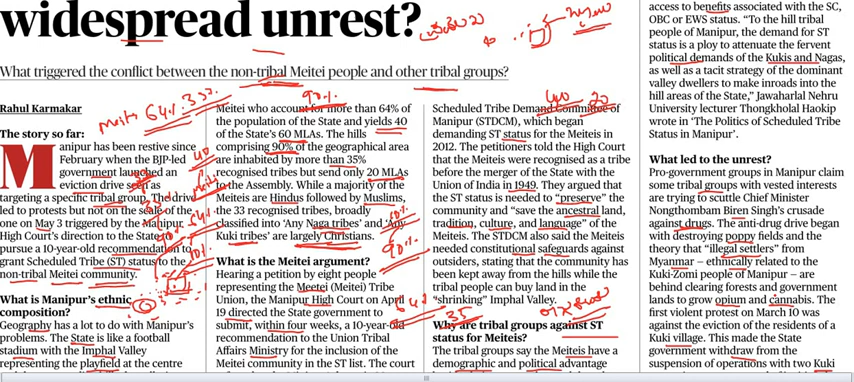 widespread unrest?
What triggered the conflict between the non-tribal Meitei people and other tribal groups?
Rahul Karmakar
The story so far:
Manipur has been restive since
February when the BJP-led
government launched an
eviction drive seen as
targeting a specific tribal group. The drive
led to protests but not on the scale of the
one on May 3 triggered by the Manipur
High Court's direction to the State to
pursue a 10-year-old recommendation to
grant Scheduled Tribe (ST) status to the
non-tribal Meitei community.
What is Manipur's ethnic
composition?
Geography has a lot to do with Manipur's
problems. The State is like a football
stadium with the Imphal Valley
representing the playfield at the centre
Meitei who account for more than 64% of
the population of the State and yields 40
of the State's 60 MLAs. The hills
comprising 90% of the geographical area
are inhabited by more than 35%
recognised tribes but send only 20 MLAs
to the Assembly. While a majority of the
Meiteis are Hindus followed by Muslims,
the 33 recognised tribes, broadly
classified into 'Any Naga tribes' and 'Any
Kuki tribes' are largely Christians.
What is the Meitei argument?
Hearing a petition by eight people
representing the Meetei (Meitei) Tribe
Union, the Manipur High Court on April
19 directed the State government to
submit, within four weeks, a 10-year-old
recommendation to the Union Tribal
Affairs Ministry for the inclusion of the
Meitei community in the ST list. The court
Scheduled Tribe Demand Committee of
Manipur (STDCM), which began
demanding ST status for the Meiteis in
2012. The petitioners told the High Court
that the Meiteis were recognised as a tribe
before the merger of the State with the
Union of India in 1949. They argued that
the ST status is needed to "preserve" the
community and "save the ancestral land,
tradition, culture, and language" of the
Meiteis. The STDCM also said the Meiteis
needed constitutional safeguards against
outsiders, stating that the community has
been kept away from the hills while the
tribal people can buy land in the
"shrinking" Imphal Valley.
Why are tribal groups against ST
status for Meiteis?
The tribal groups say the Meiteis have a
demographic and political advantage
access to benefits associated with the SC,
OBC or EWS status. "To the hill tribal
people of Manipur, the demand for ST
status is a ploy to attenuate the fervent
political demands of the Kukis and Nagas,
as well as a tacit strategy of the dominant
valley dwellers to make inroads into the
hill areas of the State," Jawaharlal Nehru
University lecturer Thongkholal Haokip
wrote in 'The Politics of Scheduled Tribe
Status in Manipur'.
What led to the unrest?
Pro-government groups in Manipur claim
some tribal groups with vested interests
are trying to scuttle Chief Minister
Nongthombam Biren Singh's crusade
against drugs. The anti-drug drive began
with destroying poppy fields and the
theory that "illegal settlers" from
Myanmar – ethnically related to the
Kuki-Zomi people of Manipur – are
behind clearing forests and government
lands to grow opium and cannabis. The
first violent protest on March 10 was
against the eviction of the residents of a
Kuki village. This made the State
government withdraw from the
suspension of operations with two Kuki
meitis 64% 33%
90%
40
20
90%
64%
35